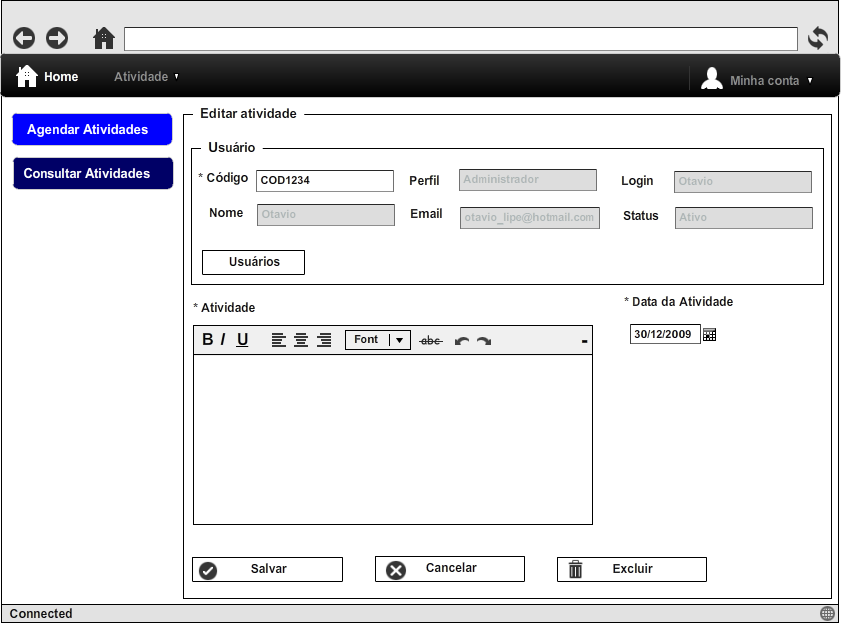 Home Atividade Minha conta
Agendar Atividades
Consultar Atividades
Editar atividade
Usuário
* Código COD1234 Perfil Administrador Login Otavio
Nome Otavio Email otavio_lipe@hotmail.com Status Ativo
Usuários
* Atividade
* Data da Atividade
B I U Font abc
30/12/2009
Salvar Cancelar Excluir
Connected